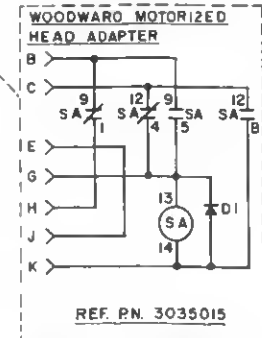 WOODWARD MOTORIZED
HEAD ADAPTER
B
C
9 12 9 12
SA SA SA SA
1 4 5 8
E
G
H
13
SA
D1
J
14
K
REF. P.N. 3035015